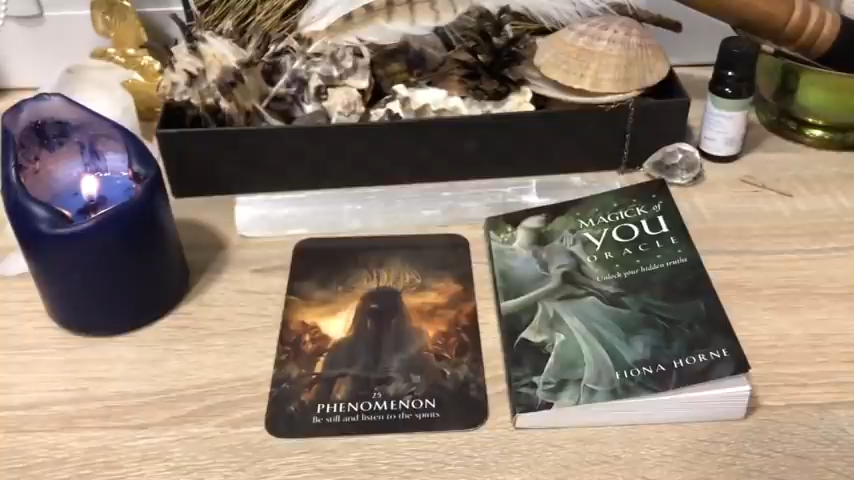 25
PHENOMENON
Be still and listen to the spirits
MAGICK of
YOU
ORACLE
Unlock your hidden truths
FIONA HORNE